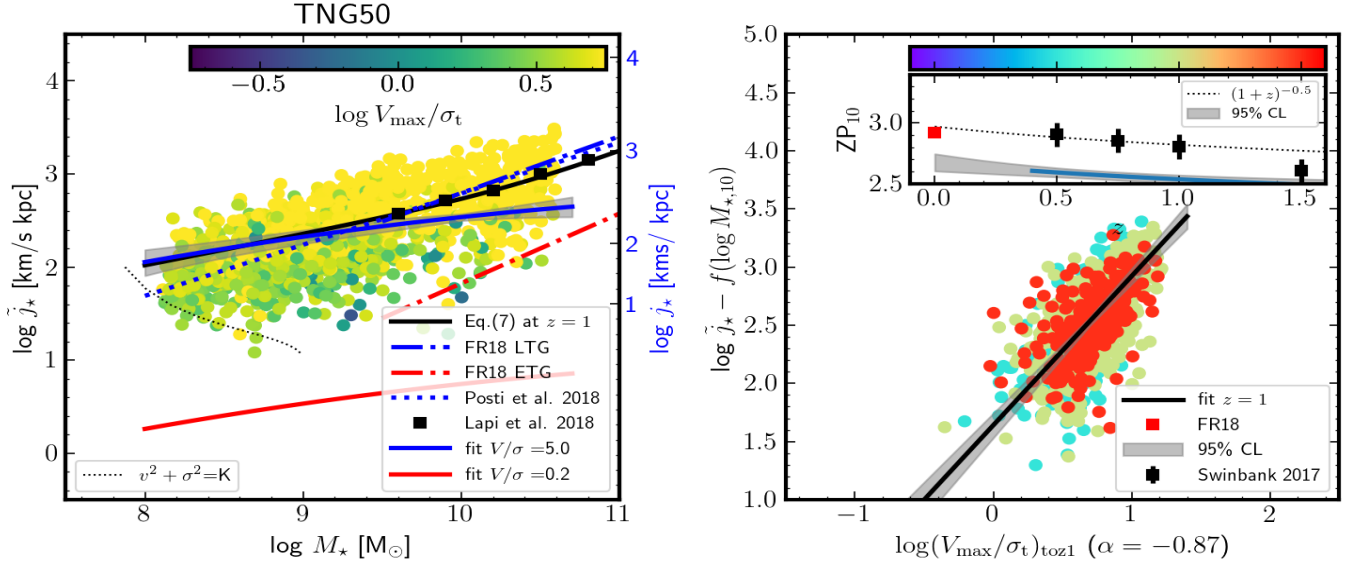 TNG50
−0.5 0.0 0.5
log V_max/σ_t
4
3
2
1
0
log j̃⋆ [km/s kpc]
4
3
2
1
log j⋆ [kms/ kpc]
Eq.(7) at z = 1
FR18 LTG
FR18 ETG
Posti et al. 2018
Lapi et al. 2018
fit V/σ =5.0
fit V/σ =0.2
v² + σ²=K
8 9 10 11
log M⋆ [M⊙]
5.0
4.5
4.0
3.5
3.0
2.5
2.0
1.5
1.0
log j̃⋆ − f(log M⋆,10)
ZP₁₀
3.0
2.5
(1 + z)^−0.5
95% CL
0.0 0.5 1.0 1.5
fit z = 1
FR18
95% CL
Swinbank 2017
−1 0 1 2
log(V_max/σ_t)_toz1 (α = −0.87)